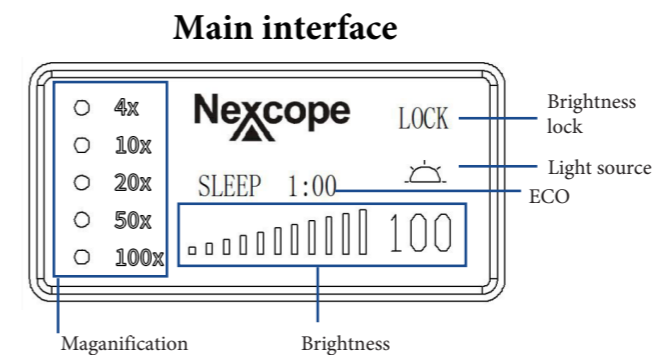 Main interface
4x
10x
20x
50x
100x
Nexcope
LOCK
SLEEP 1:00
100
Brightness
lock
Light source
ECO
Maganification
Brightness